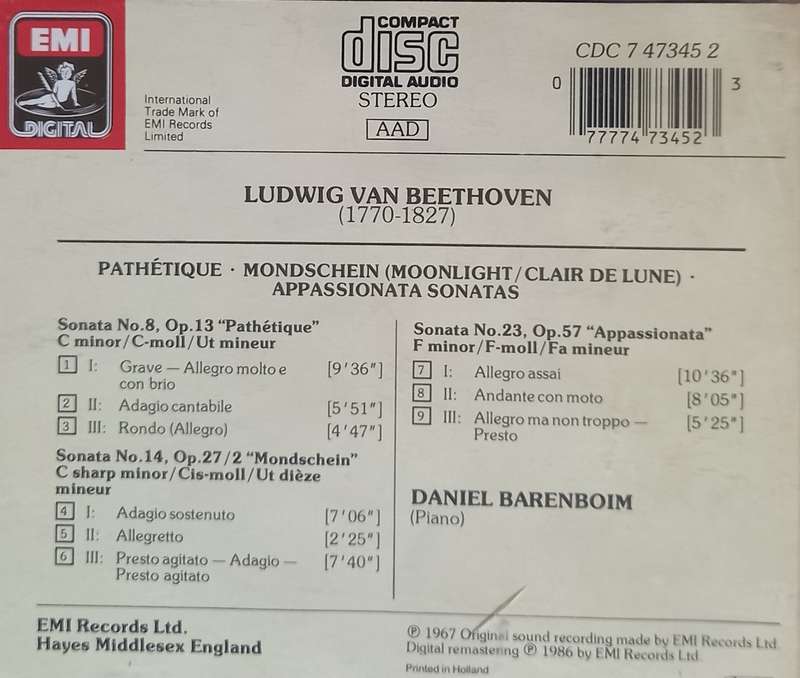 EMI
DIGITAL
International
Trade Mark of
EMI Records
Limited
COMPACT
disc
DIGITAL AUDIO
STEREO
AAD
CDC 7 47345 2
0 77774 73452 3
LUDWIG VAN BEETHOVEN
(1770-1827)
PATHÉTIQUE · MONDSCHEIN (MOONLIGHT/CLAIR DE LUNE) ·
APPASSIONATA SONATAS
Sonata No.8, Op.13 “Pathétique”
C minor/C-moll/Ut mineur
1 I: Grave — Allegro molto e
con brio [9'36"]
2 II: Adagio cantabile [5'51"]
3 III: Rondo (Allegro) [4'47"]
Sonata No.14, Op.27/2 “Mondschein”
C sharp minor/Cis-moll/Ut dièze
mineur
4 I: Adagio sostenuto [7'06"]
5 II: Allegretto [2'25"]
6 III: Presto agitato — Adagio — [7'40"]
Presto agitato
Sonata No.23, Op.57 “Appassionata”
F minor/F-moll/Fa mineur
7 I: Allegro assai [10'36"]
8 II: Andante con moto [8'05"]
9 III: Allegro ma non troppo — [5'25"]
Presto
DANIEL BARENBOIM
(Piano)
EMI Records Ltd.
Hayes Middlesex England
℗ 1967 Original sound recording made by EMI Records Ltd.
Digital remastering ℗ 1986 by EMI Records Ltd.
Printed in Holland